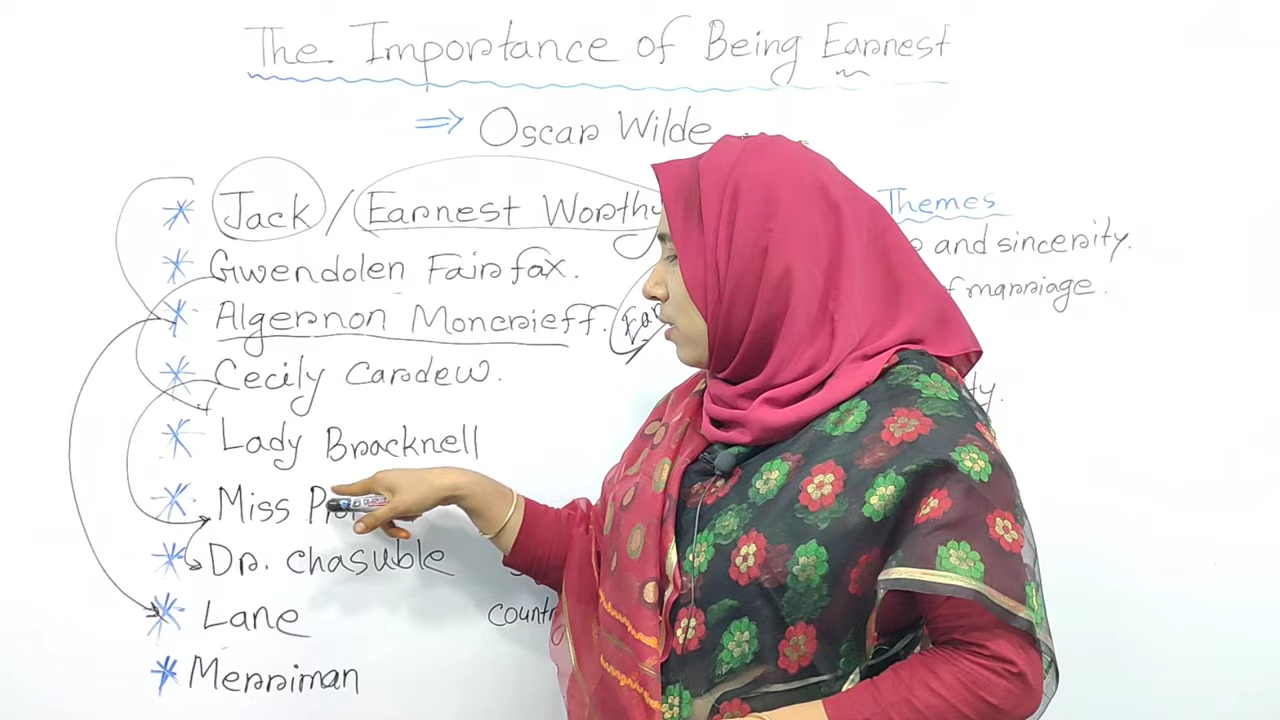 The Importance of Being Earnest
⇒ Oscar Wilde
* Jack / Earnest Worthy
* Gwendolen Fairfax.
* Algernon Moncrieff.
* Cecily Cardew.
* Lady Bracknell
* Miss
* Dr. Chasuble
* Lane
* Merriman
Themes
and sincerity.
of marriage.